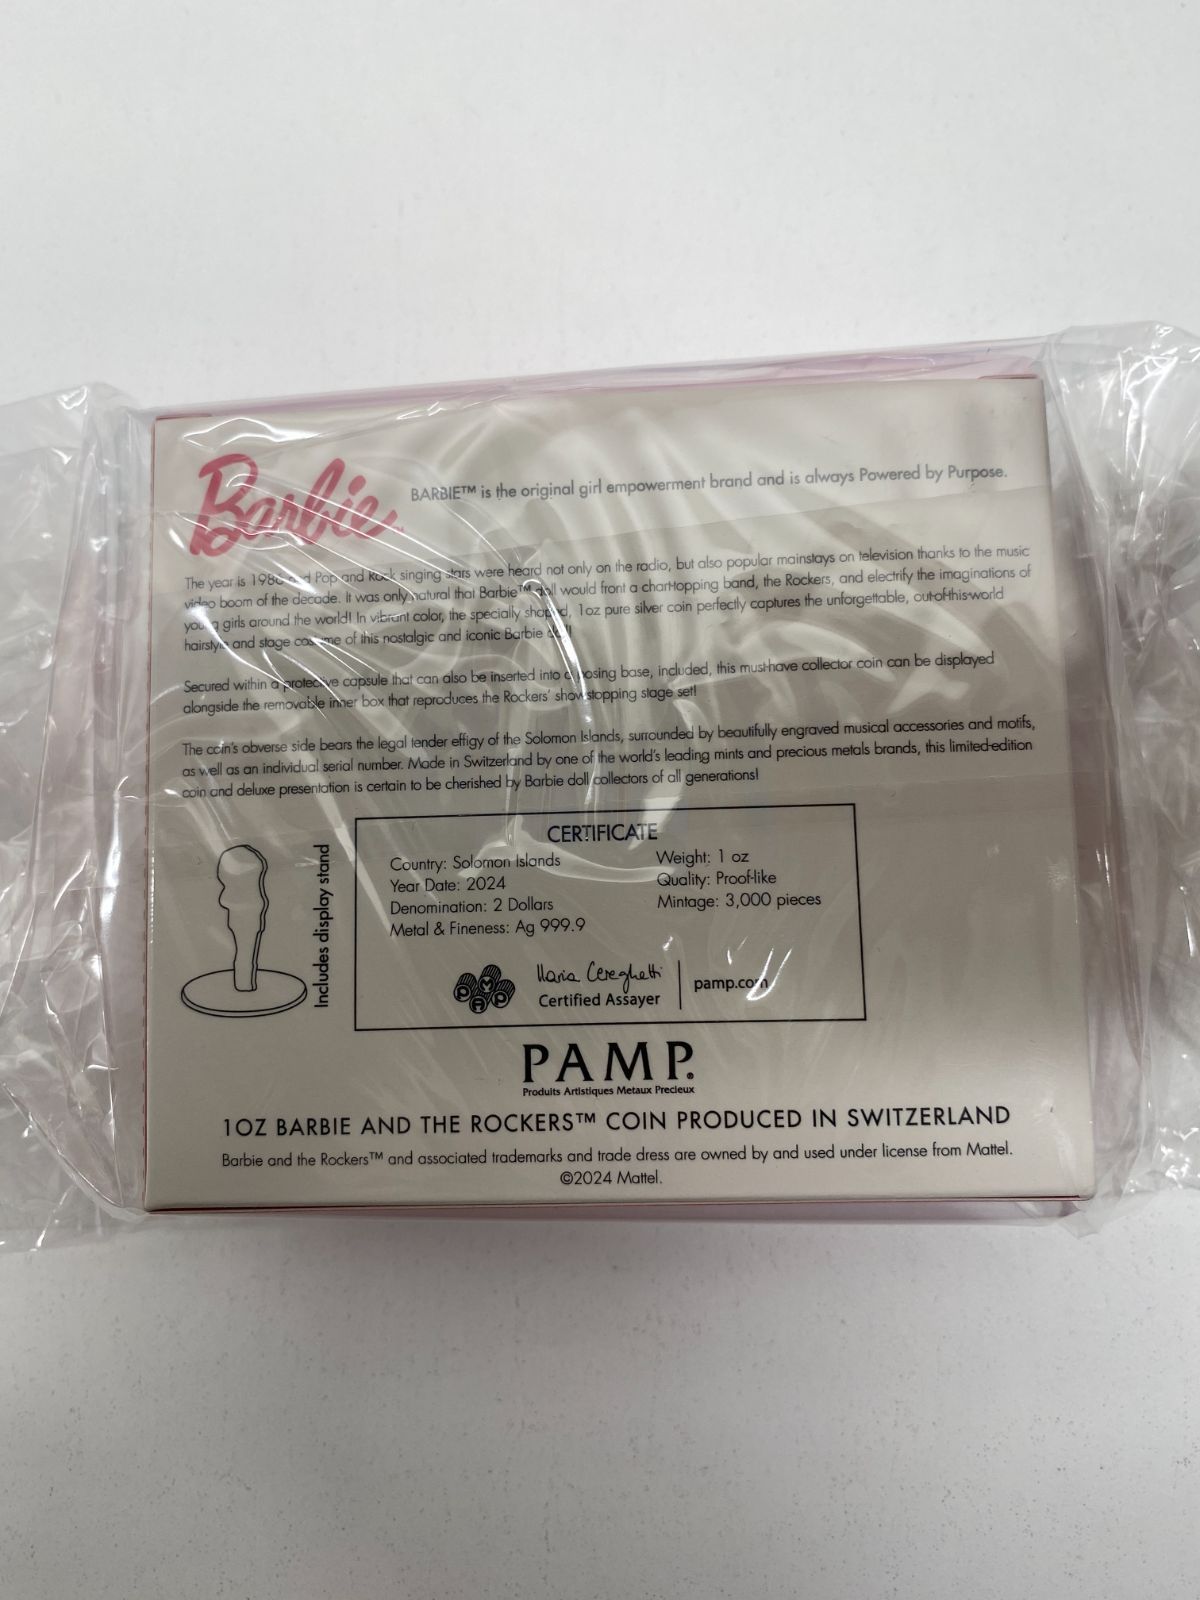 Barbie™
BARBIE™ is the original girl empowerment brand and is always Powered by Purpose.
The year is 1986 and Pop and Rock singing stars were heard not only on the radio, but also popular mainstays on television thanks to the music
video boom of the decade. It was only natural that Barbie™ doll would front a chart-topping band, the Rockers, and electrify the imaginations of
young girls around the world! In vibrant color, the specially shaped, 1oz pure silver coin perfectly captures the unforgettable, out-of-this-world
hairstyle and stage costume of this nostalgic and iconic Barbie doll!
Secured within a protective capsule that can also be inserted into a posing base, included, this must-have collector coin can be displayed
alongside the removable inner box that reproduces the Rockers' showstopping stage set!
The coin's obverse side bears the legal tender effigy of the Solomon Islands, surrounded by beautifully engraved musical accessories and motifs,
as well as an individual serial number. Made in Switzerland by one of the world's leading mints and precious metals brands, this limited-edition
coin and deluxe presentation is certain to be cherished by Barbie doll collectors of all generations!
Includes display stand
CERTIFICATE
Country: Solomon Islands
Year Date: 2024
Denomination: 2 Dollars
Metal & Fineness: Ag 999.9
Weight: 1 oz
Quality: Proof-like
Mintage: 3,000 pieces
PAMP
Ilaria Cereghetti
Certified Assayer
pamp.com
PAMP®
Produits Artistiques Metaux Precieux
1OZ BARBIE AND THE ROCKERS™ COIN PRODUCED IN SWITZERLAND
Barbie and the Rockers™ and associated trademarks and trade dress are owned by and used under license from Mattel.
©2024 Mattel.